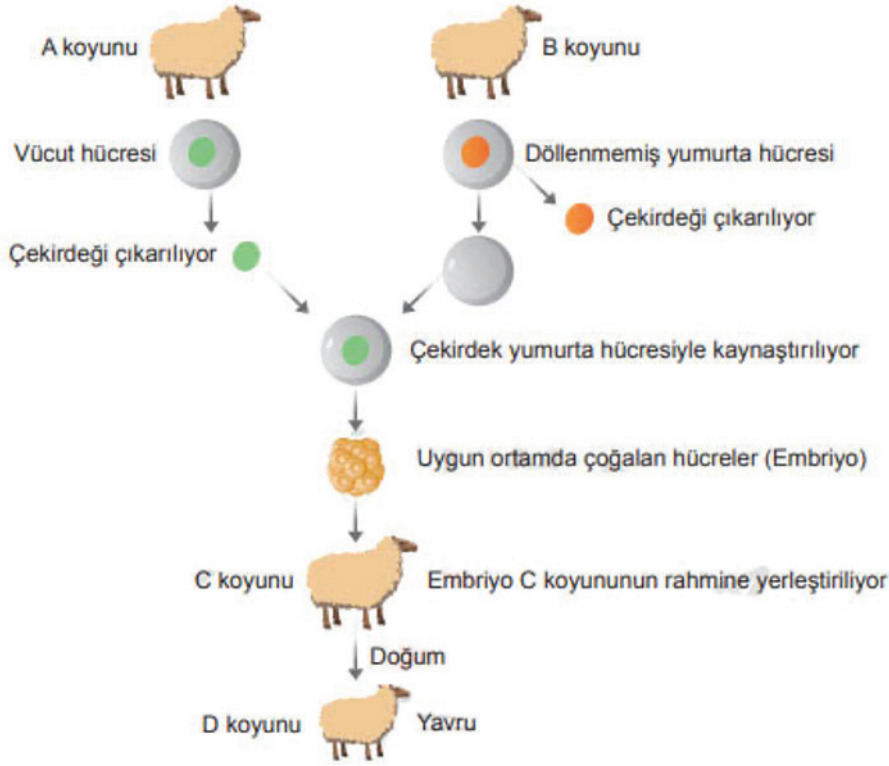 A koyunu
B koyunu
Vücut hücresi
Döllenmemiş yumurta hücresi
Çekirdeği çıkarılıyor
Çekirdeği çıkarılıyor
Çekirdek yumurta hücresiyle kaynaştırılıyor
Uygun ortamda çoğalan hücreler (Embriyo)
C koyunu
Embriyo C koyununun rahmine yerleştiriliyor
Doğum
D koyunu
Yavru